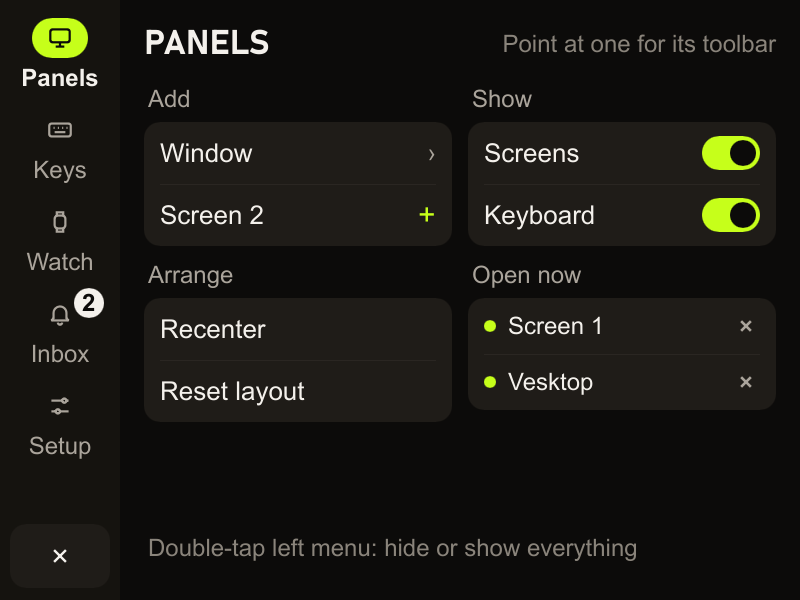 Panels
Keys
Watch
2
Inbox
Setup
×
PANELS
Point at one for its toolbar
Add
Window ›
Screen 2 +
Show
Screens
Keyboard
Arrange
Recenter
Reset layout
Open now
Screen 1 ×
Vesktop ×
Double-tap left menu: hide or show everything